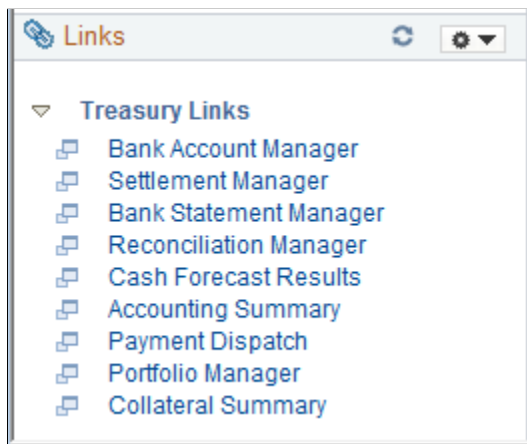 Links
Treasury Links
Bank Account Manager
Settlement Manager
Bank Statement Manager
Reconciliation Manager
Cash Forecast Results
Accounting Summary
Payment Dispatch
Portfolio Manager
Collateral Summary